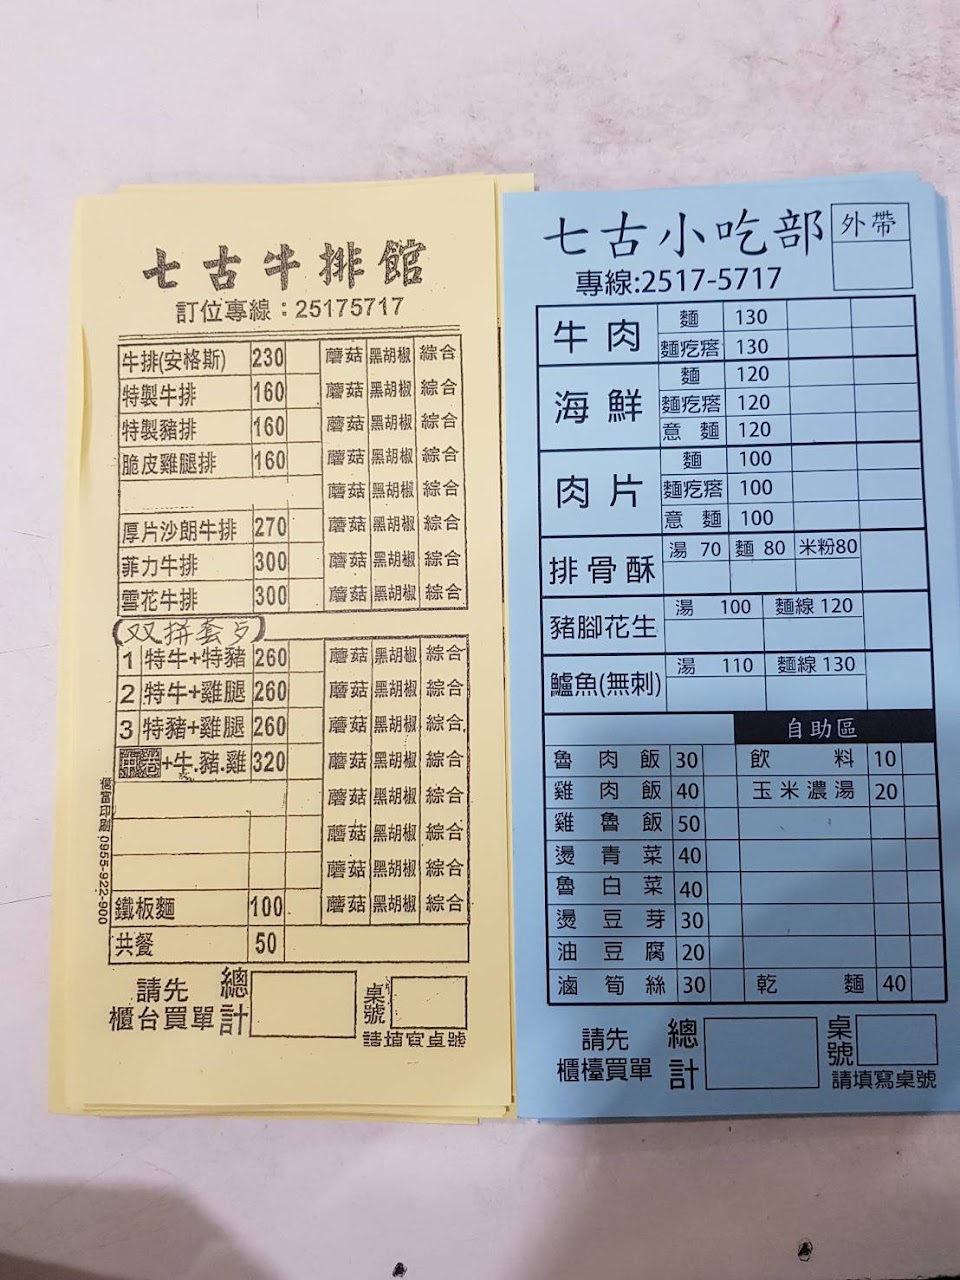 七古牛排館
訂位專線：25175717
牛排(安格斯) 230 蘑菇 黑胡椒 綜合
特製牛排 160 蘑菇 黑胡椒 綜合
特製豬排 160 蘑菇 黑胡椒 綜合
脆皮雞腿排 160 蘑菇 黑胡椒 綜合
蘑菇 黑胡椒 綜合
厚片沙朗牛排 270 蘑菇 黑胡椒 綜合
菲力牛排 300 蘑菇 黑胡椒 綜合
雪花牛排 300 蘑菇 黑胡椒 綜合
(双拼套歺)
1 特牛+特豬 260 蘑菇 黑胡椒 綜合
2 特牛+雞腿 260 蘑菇 黑胡椒 綜合
3 特豬+雞腿 260 蘑菇 黑胡椒 綜合
+牛.豬.雞 320 蘑菇 黑胡椒 綜合
蘑菇 黑胡椒 綜合
蘑菇 黑胡椒 綜合
蘑菇 黑胡椒 綜合
鐵板麵 100 蘑菇 黑胡椒 綜合
共餐 50
請先
櫃台買單
總計
桌號
請填寫桌號
印刷 0955-922-900
七古小吃部 外帶
專線:2517-5717
牛肉 麵 130
麵疙瘩 130
海鮮 麵 120
麵疙瘩 120
意麵 120
肉片 麵 100
麵疙瘩 100
意麵 100
排骨酥 湯 70 麵 80 米粉80
豬腳花生 湯 100 麵線 120
鱸魚(無刺) 湯 110 麵線 130
自助區
魯肉飯 30 飲料 10
雞肉飯 40 玉米濃湯 20
雞魯飯 50
燙青菜 40
魯白菜 40
燙豆芽 30
油豆腐 20
滷筍絲 30 乾麵 40
請先
櫃檯買單
總計
桌號
請填寫桌號